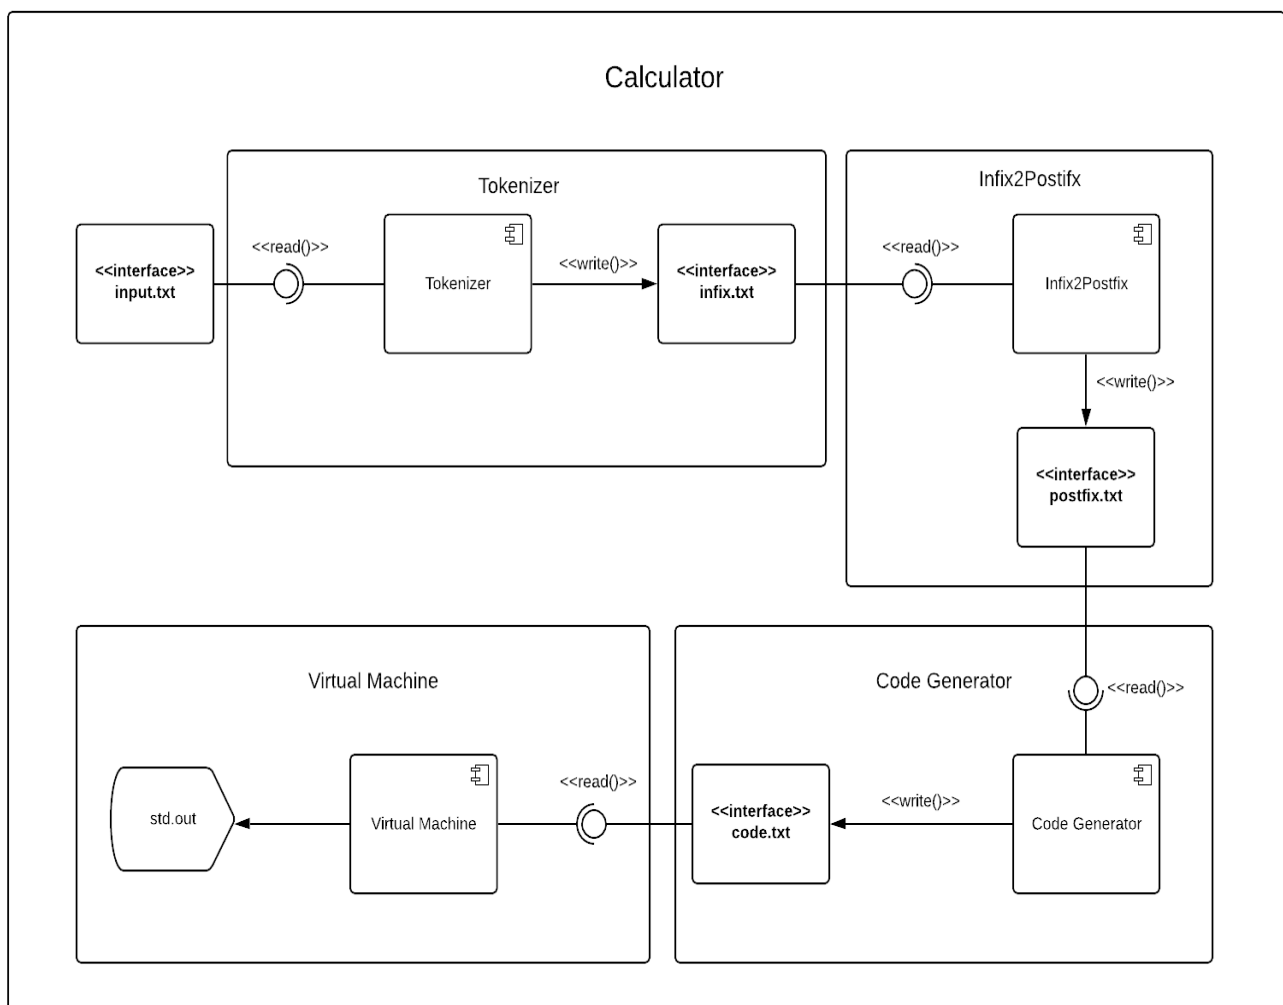 Calculator
Tokenizer
Infix2Postifx
<<interface>>
input.txt
<<read()>>
Tokenizer
<<write()>>
<<interface>>
infix.txt
<<read()>>
Infix2Postfix
<<write()>>
<<interface>>
postfix.txt
Virtual Machine
Code Generator
<<read()>>
std.out
Virtual Machine
<<read()>>
<<interface>>
code.txt
<<write()>>
Code Generator